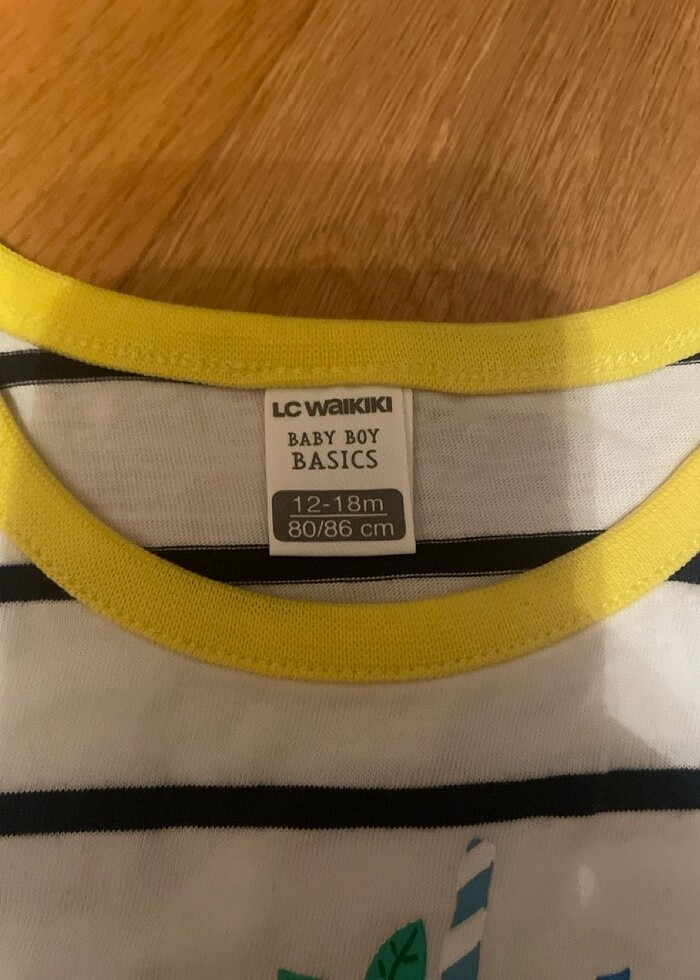 LC WAIKIKI
BABY BOY
BASICS
12-18m
80/86 cm